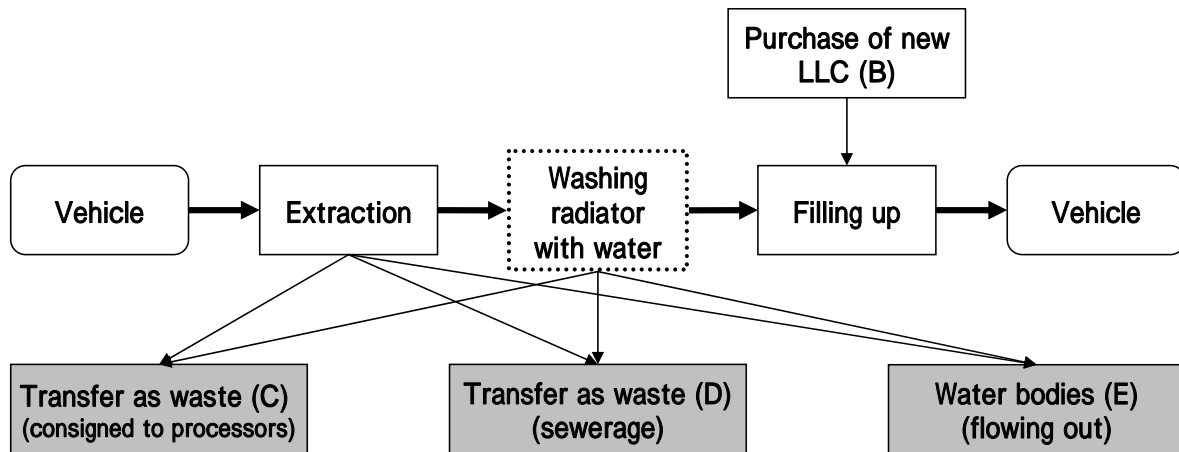 Purchase of new
LLC (B)
Vehicle
Extraction
Washing
radiator
with water
Filling up
Vehicle
Transfer as waste (C)
(consigned to processors)
Transfer as waste (D)
(sewerage)
Water bodies (E)
(flowing out)